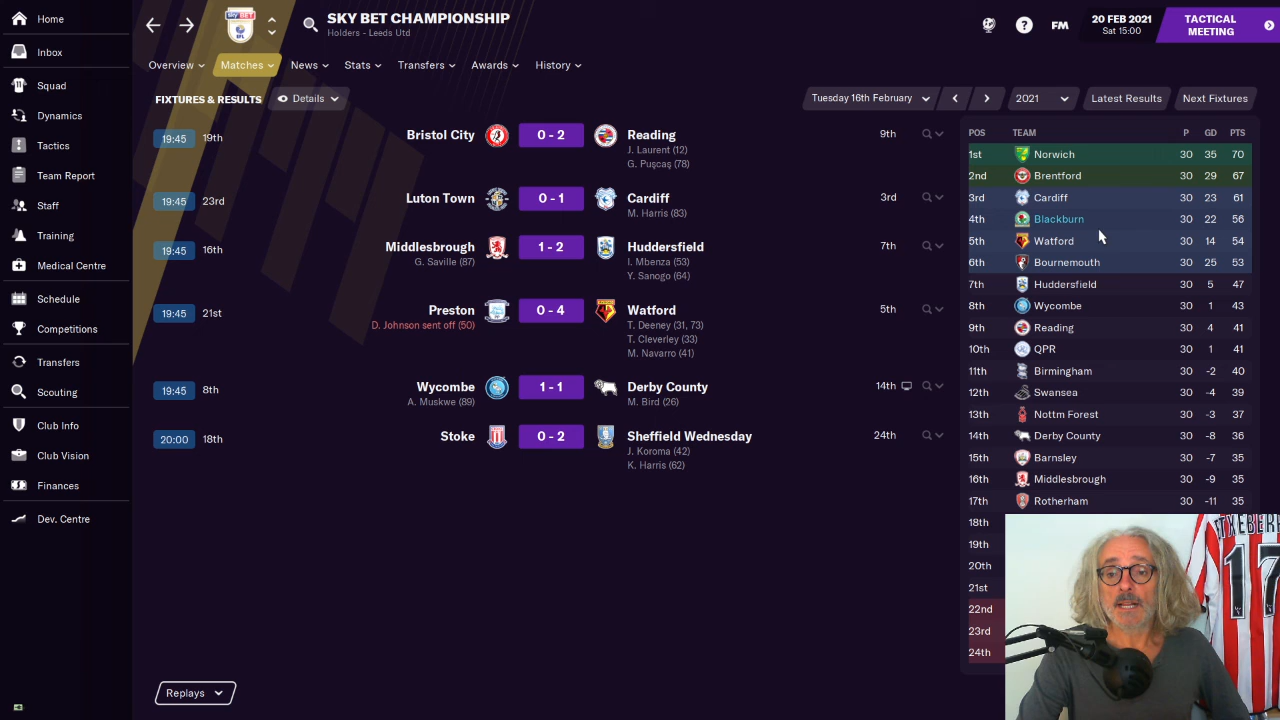 Home
Inbox
Squad
Dynamics
Tactics
Team Report
Staff
Training
Medical Centre
Schedule
Competitions
Transfers
Scouting
Club Info
Club Vision
Finances
Dev. Centre
SKY BET CHAMPIONSHIP
Holders - Leeds Utd
FM
20 FEB 2021
Sat 15:00
TACTICAL MEETING
Overview
Matches
News
Stats
Transfers
Awards
History
FIXTURES & RESULTS
Details
Tuesday 16th February
2021
Latest Results
Next Fixtures
19:45 19th Bristol City 0 - 2 Reading 9th
J. Laurent (12)
G. Pușcaș (78)
19:45 23rd Luton Town 0 - 1 Cardiff 3rd
M. Harris (83)
19:45 16th Middlesbrough 1 - 2 Huddersfield 7th
G. Saville (87) I. Mbenza (53)
Y. Sanogo (64)
19:45 21st Preston 0 - 4 Watford 5th
D. Johnson sent off (50) T. Deeney (31, 73)
T. Cleverley (33)
M. Navarro (41)
19:45 8th Wycombe 1 - 1 Derby County 14th
A. Muskwe (89) M. Bird (26)
20:00 18th Stoke 0 - 2 Sheffield Wednesday 24th
J. Koroma (42)
K. Harris (62)
Replays
POS TEAM P GD PTS
1st Norwich 30 35 70
2nd Brentford 30 29 67
3rd Cardiff 30 23 61
4th Blackburn 30 22 56
5th Watford 30 14 54
6th Bournemouth 30 25 53
7th Huddersfield 30 5 47
8th Wycombe 30 1 43
9th Reading 30 4 41
10th QPR 30 1 41
11th Birmingham 30 -2 40
12th Swansea 30 -4 39
13th Nottm Forest 30 -3 37
14th Derby County 30 -8 36
15th Barnsley 30 -7 35
16th Middlesbrough 30 -9 35
17th Rotherham 30 -11 35
18th
19th
20th
21st
22nd
23rd
24th
17